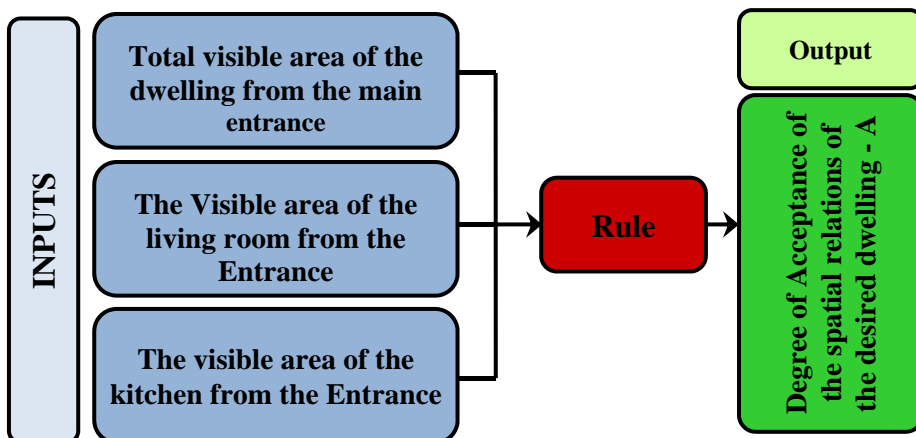 INPUTS
Total visible area of the
dwelling from the main
entrance
The Visible area of the
living room from the
Entrance
The visible area of the
kitchen from the Entrance
Rule
Output
Degree of Acceptance of
the spatial relations of
the desired dwelling - A